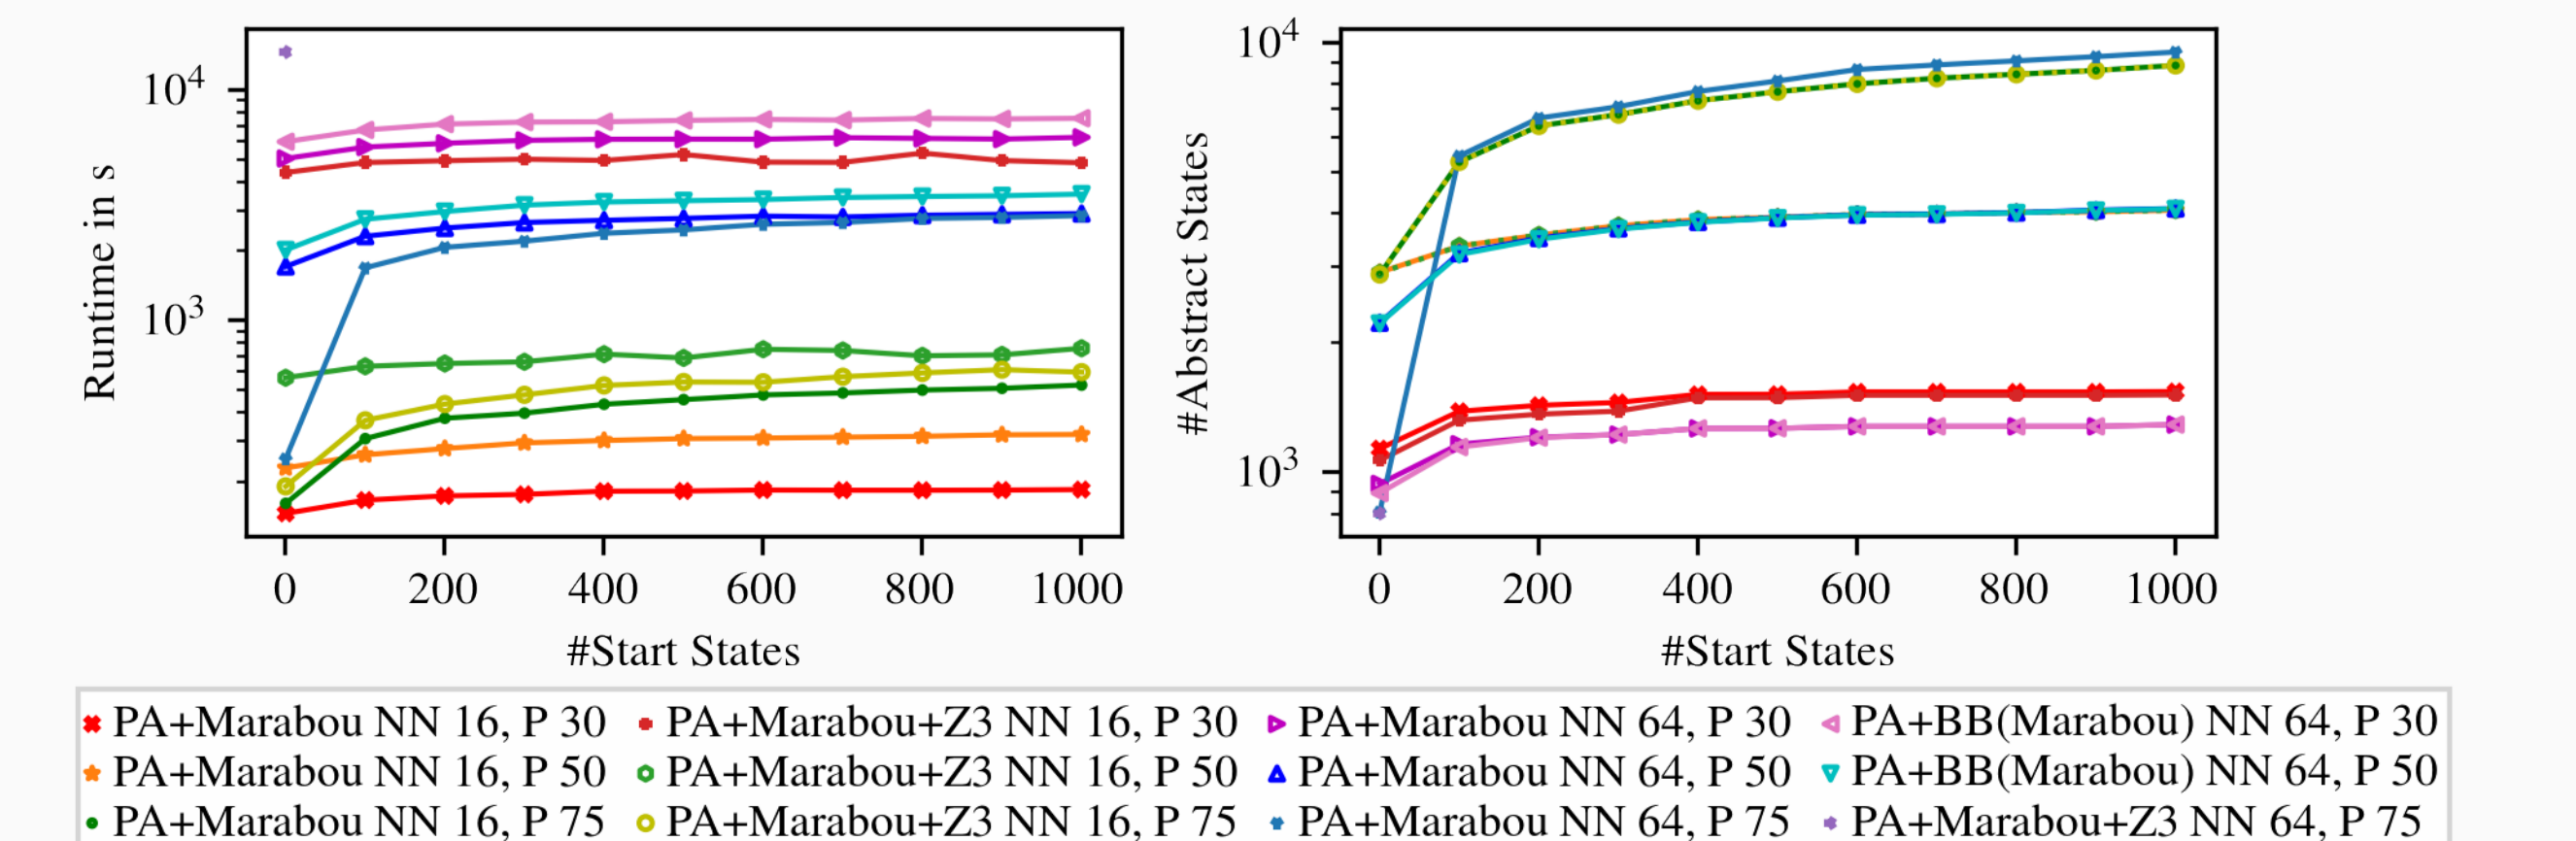 10^4
10^3
Runtime in s
0 200 400 600 800 1000
#Start States
10^4
10^3
#Abstract States
0 200 400 600 800 1000
#Start States
PA+Marabou NN 16, P 30 PA+Marabou+Z3 NN 16, P 30 PA+Marabou NN 64, P 30 PA+BB(Marabou) NN 64, P 30
PA+Marabou NN 16, P 50 PA+Marabou+Z3 NN 16, P 50 PA+Marabou NN 64, P 50 PA+BB(Marabou) NN 64, P 50
PA+Marabou NN 16, P 75 PA+Marabou+Z3 NN 16, P 75 PA+Marabou NN 64, P 75 PA+Marabou+Z3 NN 64, P 75